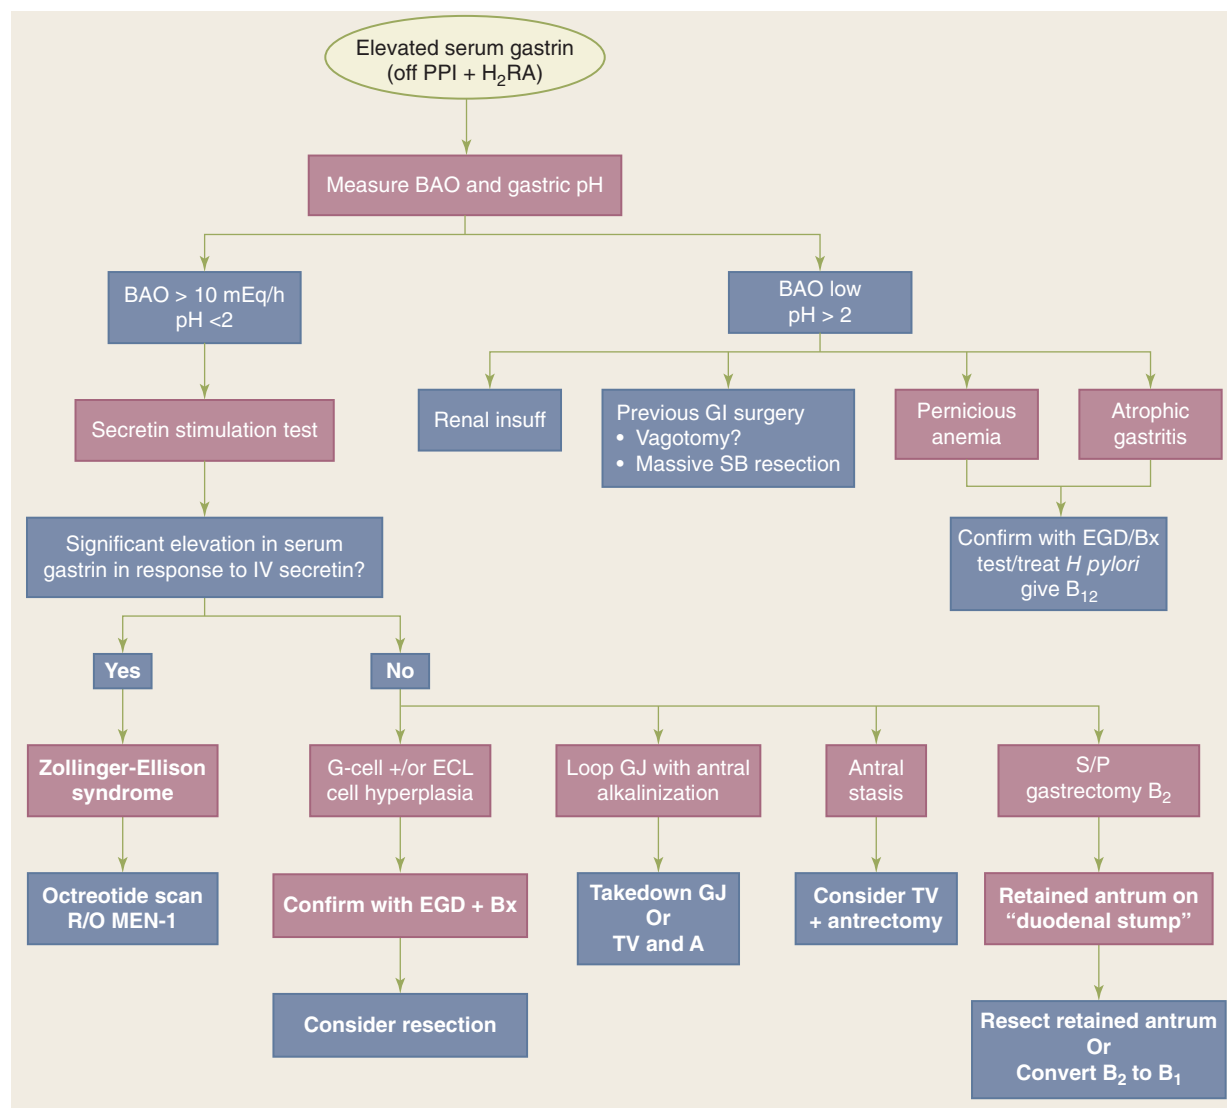 Elevated serum gastrin
(off PPI + H₂RA)
Measure BAO and gastric pH
BAO > 10 mEq/h
pH <2
BAO low
pH > 2
Secretin stimulation test
Renal insuff
Previous GI surgery
• Vagotomy?
• Massive SB resection
Pernicious
anemia
Atrophic
gastritis
Significant elevation in serum
gastrin in response to IV secretin?
Confirm with EGD/Bx
test/treat H pylori
give B₁₂
Yes
No
Zollinger-Ellison
syndrome
G-cell +/or ECL
cell hyperplasia
Loop GJ with antral
alkalinization
Antral
stasis
S/P
gastrectomy B₂
Octreotide scan
R/O MEN-1
Confirm with EGD + Bx
Takedown GJ
Or
TV and A
Consider TV
+ antrectomy
Retained antrum on
“duodenal stump”
Consider resection
Resect retained antrum
Or
Convert B₂ to B₁